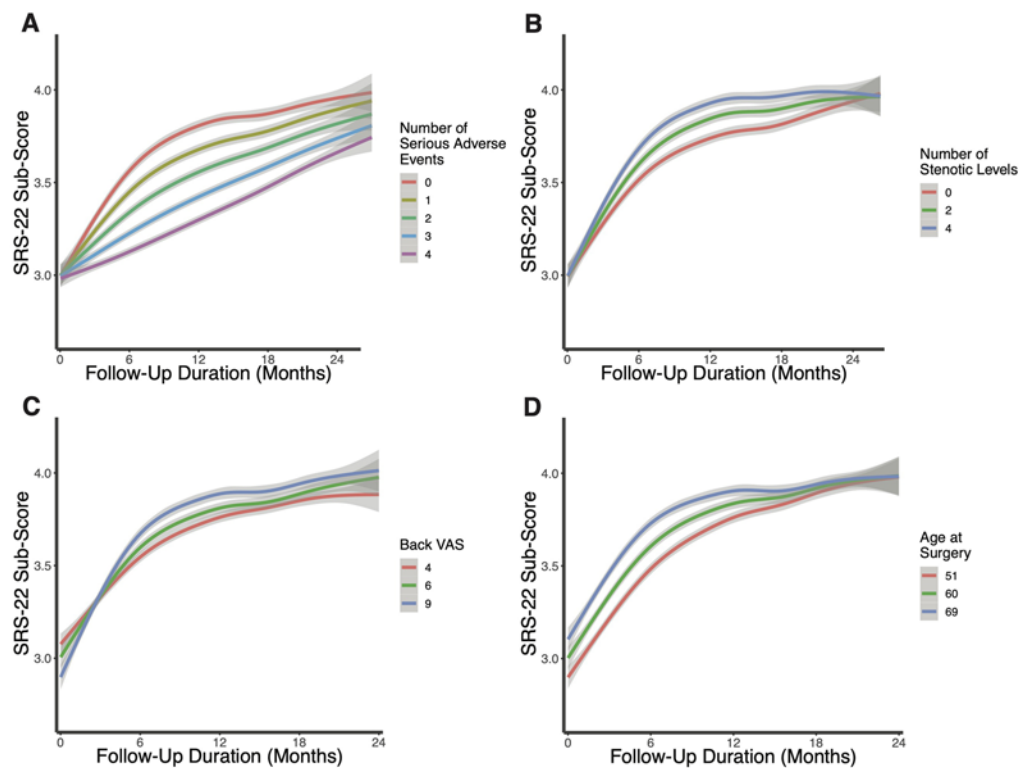 A
SRS-22 Sub-Score
4.0
3.5
3.0
0 6 12 18 24
Follow-Up Duration (Months)
Number of
Serious Adverse
Events
0
1
2
3
4
B
SRS-22 Sub-Score
4.0
3.5
3.0
0 6 12 18 24
Follow-Up Duration (Months)
Number of
Stenotic Levels
0
2
4
C
SRS-22 Sub-Score
4.0
3.5
3.0
0 6 12 18 24
Follow-Up Duration (Months)
Back VAS
4
6
9
D
SRS-22 Sub-Score
4.0
3.5
3.0
0 6 12 18 24
Follow-Up Duration (Months)
Age at
Surgery
51
60
69